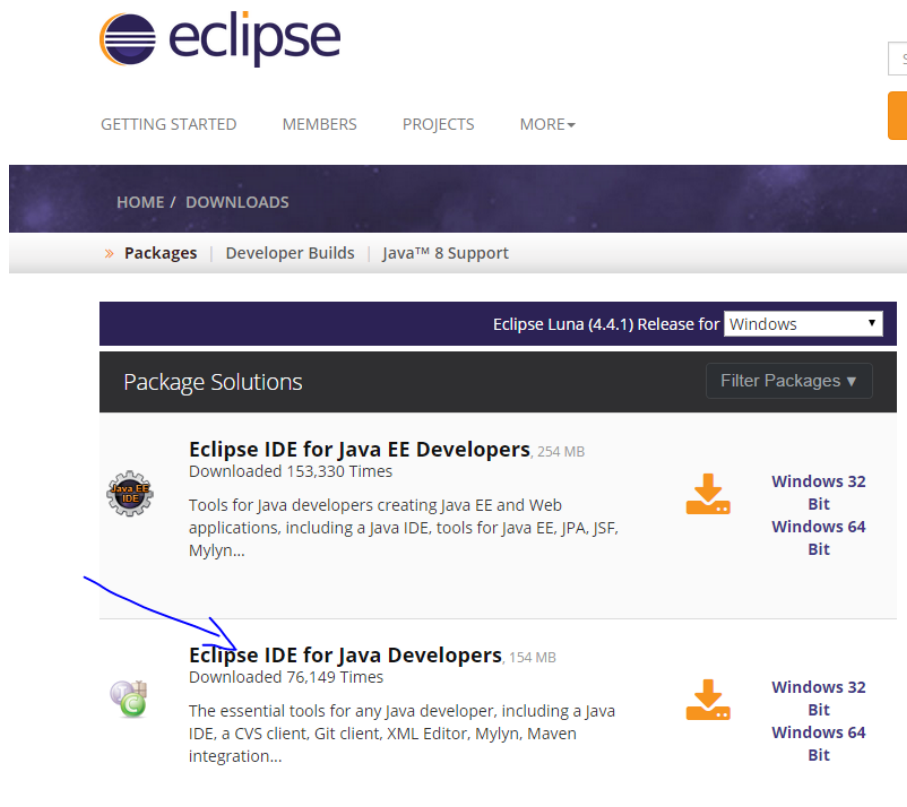 eclipse
S
GETTING STARTED MEMBERS PROJECTS MORE
HOME / DOWNLOADS
» Packages | Developer Builds | Java™ 8 Support
Eclipse Luna (4.4.1) Release for Windows
Package Solutions Filter Packages ▼
Eclipse IDE for Java EE Developers, 254 MB
Downloaded 153,330 Times
Java EE
IDE
Tools for Java developers creating Java EE and Web
applications, including a Java IDE, tools for Java EE, JPA, JSF,
Mylyn...
Windows 32
Bit
Windows 64
Bit
Eclipse IDE for Java Developers, 154 MB
Downloaded 76,149 Times
The essential tools for any Java developer, including a Java
IDE, a CVS client, Git client, XML Editor, Mylyn, Maven
integration...
Windows 32
Bit
Windows 64
Bit